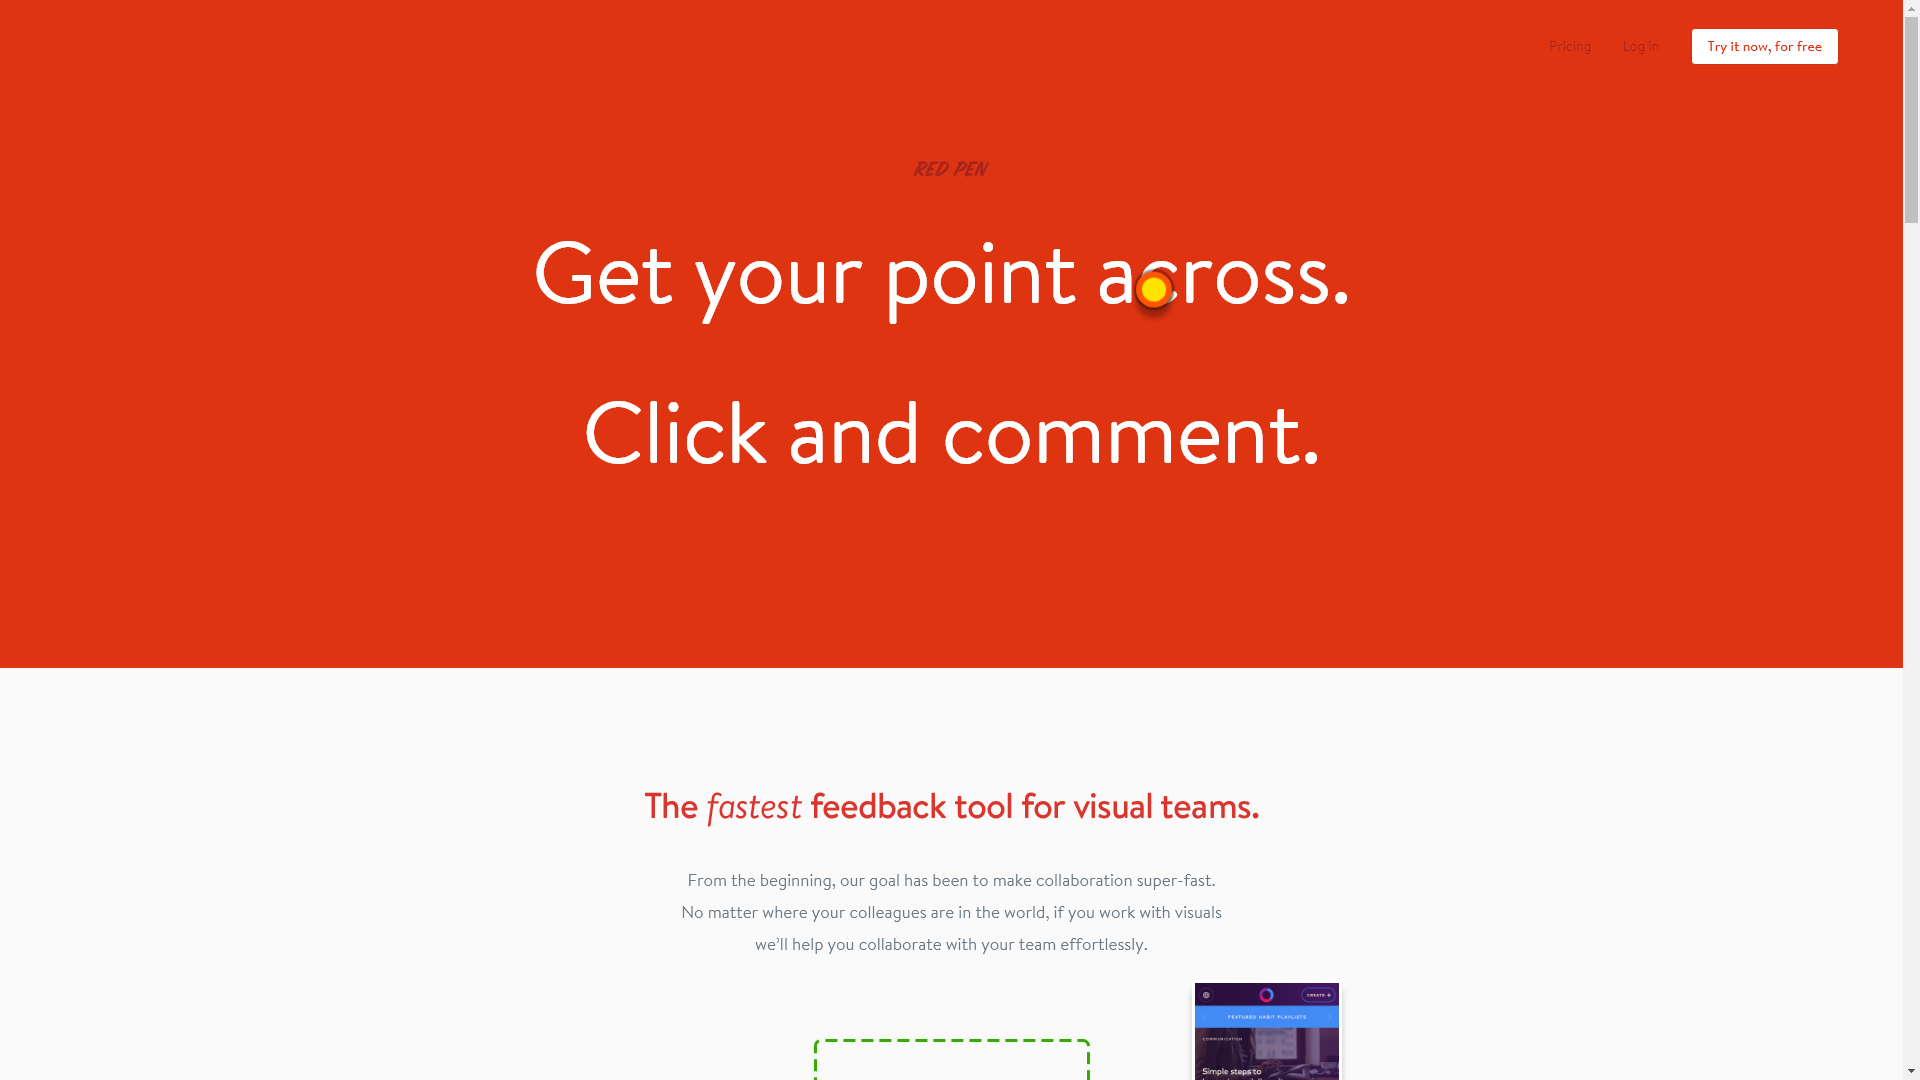 Pricing Log in Try it now, for free
RED PEN
Get your point across.
Click and comment.
The fastest feedback tool for visual teams.
From the beginning, our goal has been to make collaboration super-fast.
No matter where your colleagues are in the world, if you work with visuals
we’ll help you collaborate with your team effortlessly.
CREATE +
FEATURED HABIT PLAYLISTS
COMMUNICATION
Simple steps to